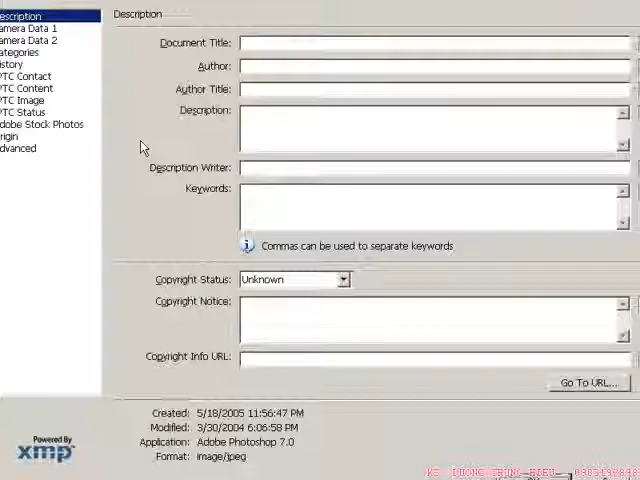 escription
amera Data 1
amera Data 2
ategories
istory
PTC Contact
PTC Content
PTC Image
PTC Status
dobe Stock Photos
rigin
dvanced
Description
Document Title:
Author:
Author Title:
Description:
Description Writer:
Keywords:
Commas can be used to separate keywords
Copyright Status: Unknown
Copyright Notice:
Copyright Info URL:
Go To URL...
Created: 5/18/2005 11:56:47 PM
Modified: 3/30/2004 6:06:58 PM
Application: Adobe Photoshop 7.0
Format: image/jpeg
Powered By
xmp